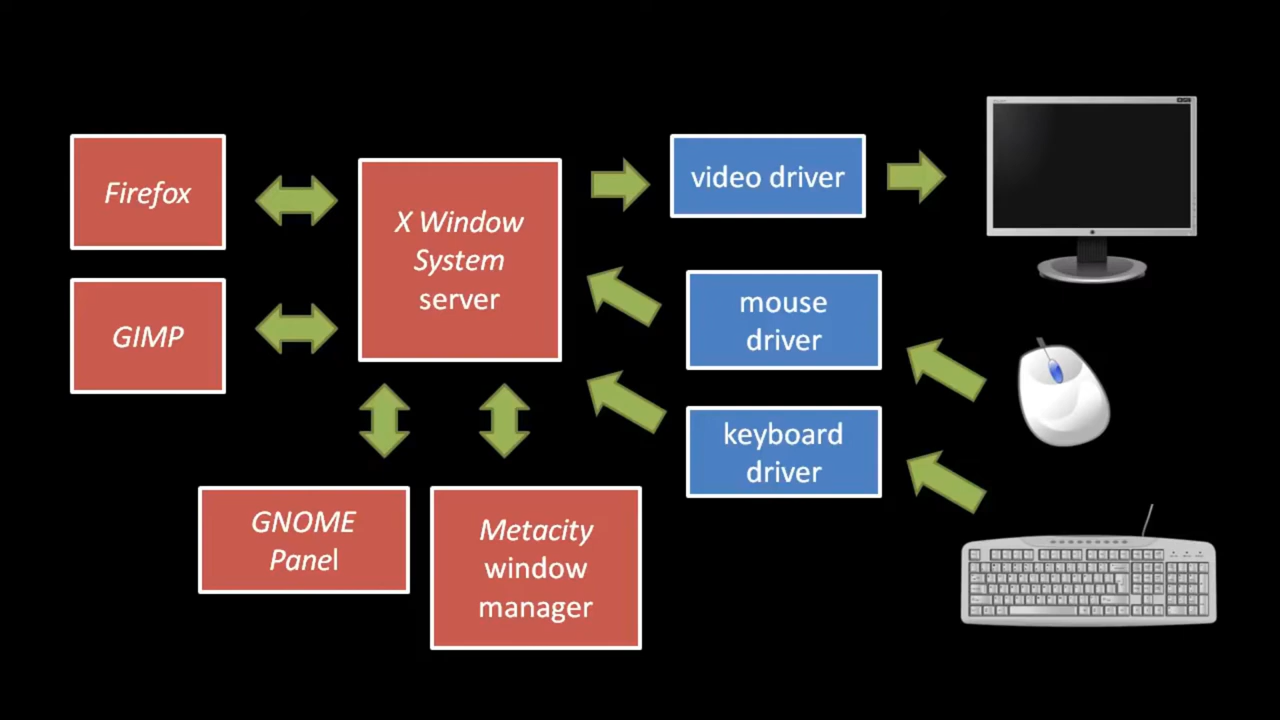 Firefox
X Window
System
server
video driver
GIMP
mouse
driver
keyboard
driver
GNOME
Panel
Metacity
window
manager